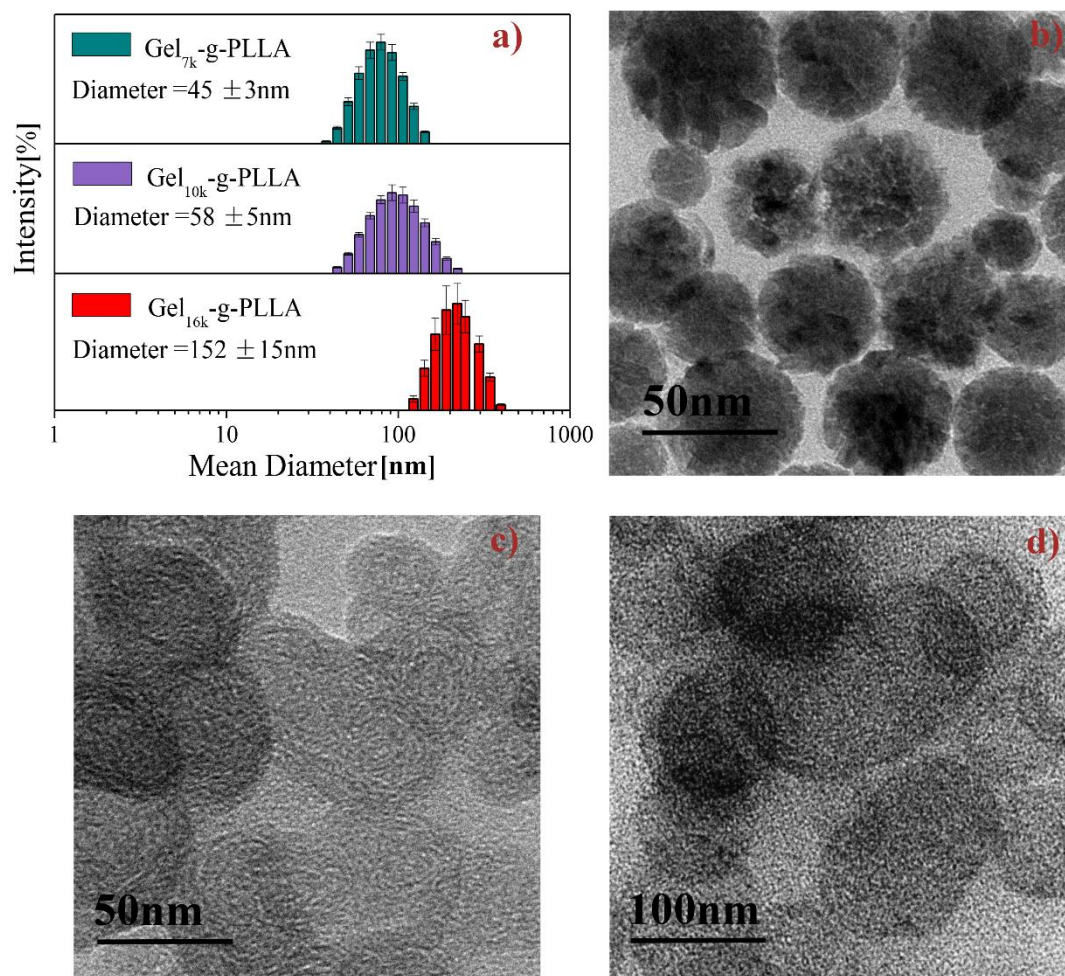 a)
Gel7k-g-PLLA
Diameter =45 ±3nm
Gel10k-g-PLLA
Diameter =58 ±5nm
Gel16k-g-PLLA
Diameter =152 ±15nm
Intensity[%]
1 10 100 1000
Mean Diameter[nm]
b)
50nm
c)
50nm
d)
100nm